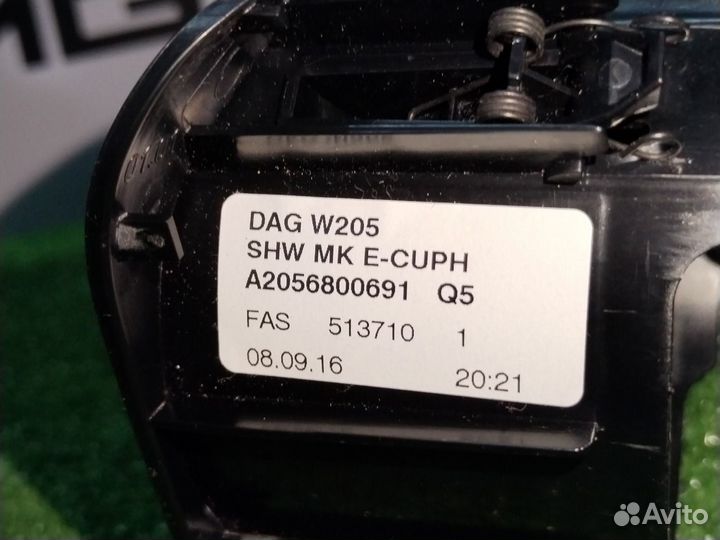 DAG W205
SHW MK E-CUPH
A2056800691 Q5
FAS 513710 1
08.09.16 20:21
Avito